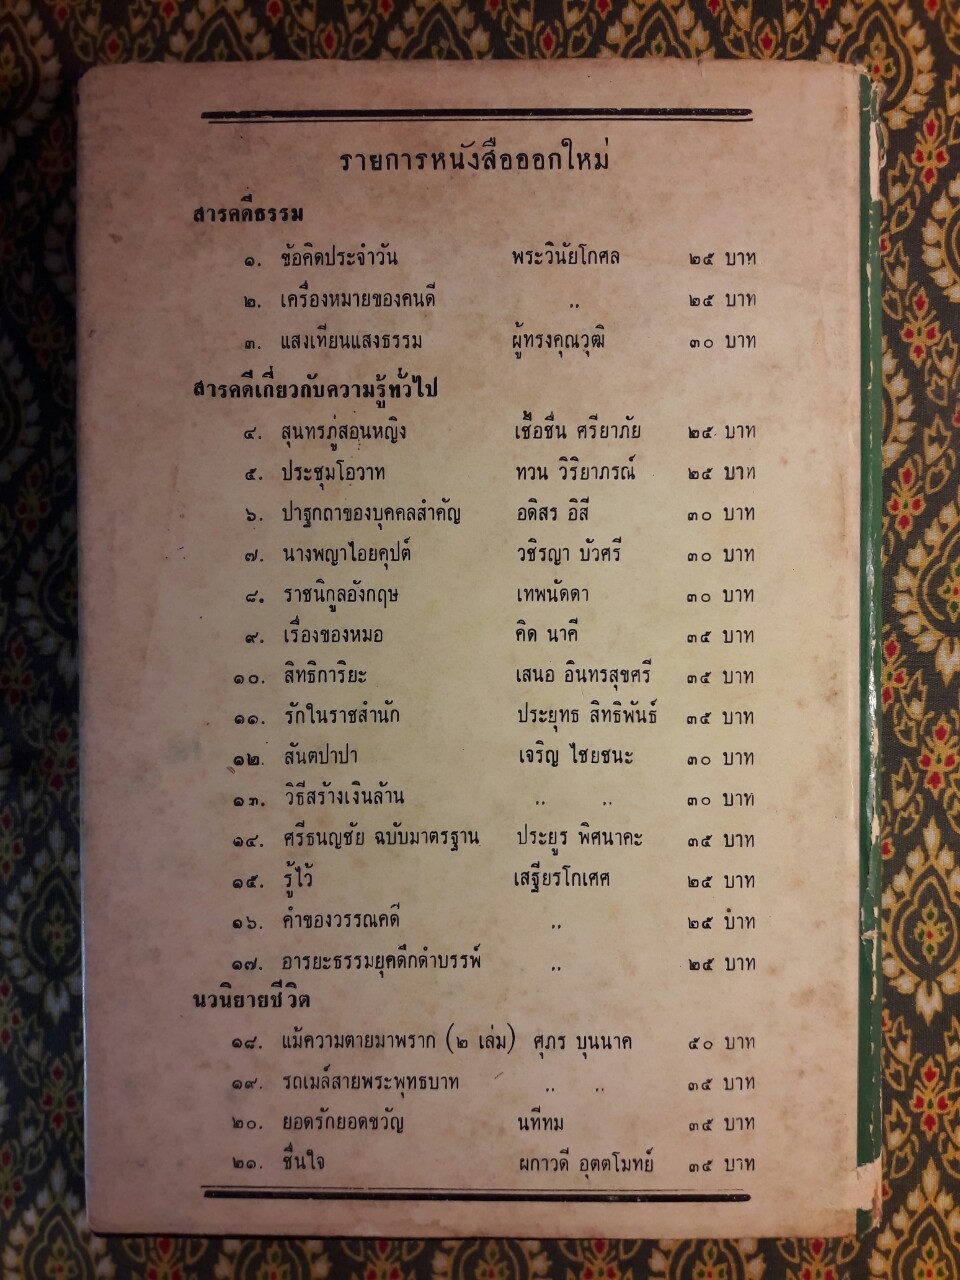 รายการหนังสือออกใหม่
สารคดีธรรม
๑. ข้อคิดประจำวัน พระวินัยโกศล ๒๕ บาท
๒. เครื่องหมายของคนดี ,, ๒๕ บาท
๓. แสงเทียนแสงธรรม ผู้ทรงคุณวุฒิ ๓๐ บาท
สารคดีเกี่ยวกับความรู้ทั่วไป
๔. สุนทรภู่สอนหญิง เชื้อชื่น ศรียาภัย ๒๕ บาท
๕. ประชุมโอวาท ทวน วิริยาภรณ์ ๒๕ บาท
๖. ปาฐกถาของบุคคลสำคัญ อดิสร อิสี ๓๐ บาท
๗. นางพญาไอยคุปต์ วชิรญา บัวศรี ๓๐ บาท
๘. ราชนิกูลอังกฤษ เทพนัดดา ๓๐ บาท
๙. เรื่องของหมอ คิด นาคี ๓๕ บาท
๑๐. สิทธิการิยะ เสนอ อินทรสุขศรี ๓๕ บาท
๑๑. รักในราชสำนัก ประยุทธ สิทธิพันธ์ ๓๕ บาท
๑๒. สันตปาปา เจริญ ไชยชนะ ๓๐ บาท
๑๓. วิธีสร้างเงินล้าน ,, ,, ๓๐ บาท
๑๔. ศรีธนญชัย ฉบับมาตรฐาน ประยูร พิศนาคะ ๓๕ บาท
๑๕. รู้ไว้ เสฐียรโกเศศ ๒๕ บาท
๑๖. คำของวรรณคดี ,, ๒๕ บาท
๑๗. อารยะธรรมยุคดึกดำบรรพ์ ,, ๒๕ บาท
นวนิยายชีวิต
๑๘. แม้ความตายมาพราก (๒ เล่ม) ศุภร บุนนาค ๕๐ บาท
๑๙. รถเมล์สายพระพุทธบาท ,, ,, ๓๕ บาท
๒๐. ยอดรักยอดขวัญ นทีทม ๓๕ บาท
๒๑. ชื่นใจ ผกาวดี อุตตโมทย์ ๓๕ บาท